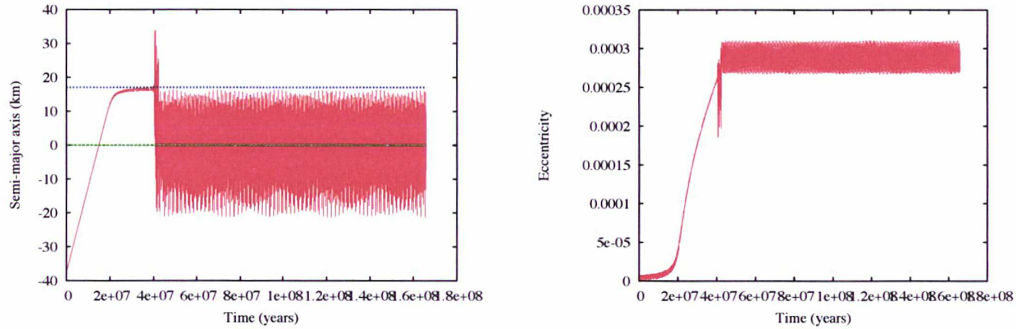 40
30
20
10
0
-10
-20
-30
-40
Semi-major axis (km)
0 2e+07 4e+07 6e+07 8e+07 1e+08 1.2e+08 1.4e+08 1.6e+08 1.8e+08
Time (years)
0.00035
0.0003
0.00025
0.0002
0.00015
0.0001
5e-05
0
Eccentricity
0 2e+07 4e+07 6e+07 8e+07 1e+08 1.2e+08 1.4e+08 1.6e+08 1.8e+08
Time (years)